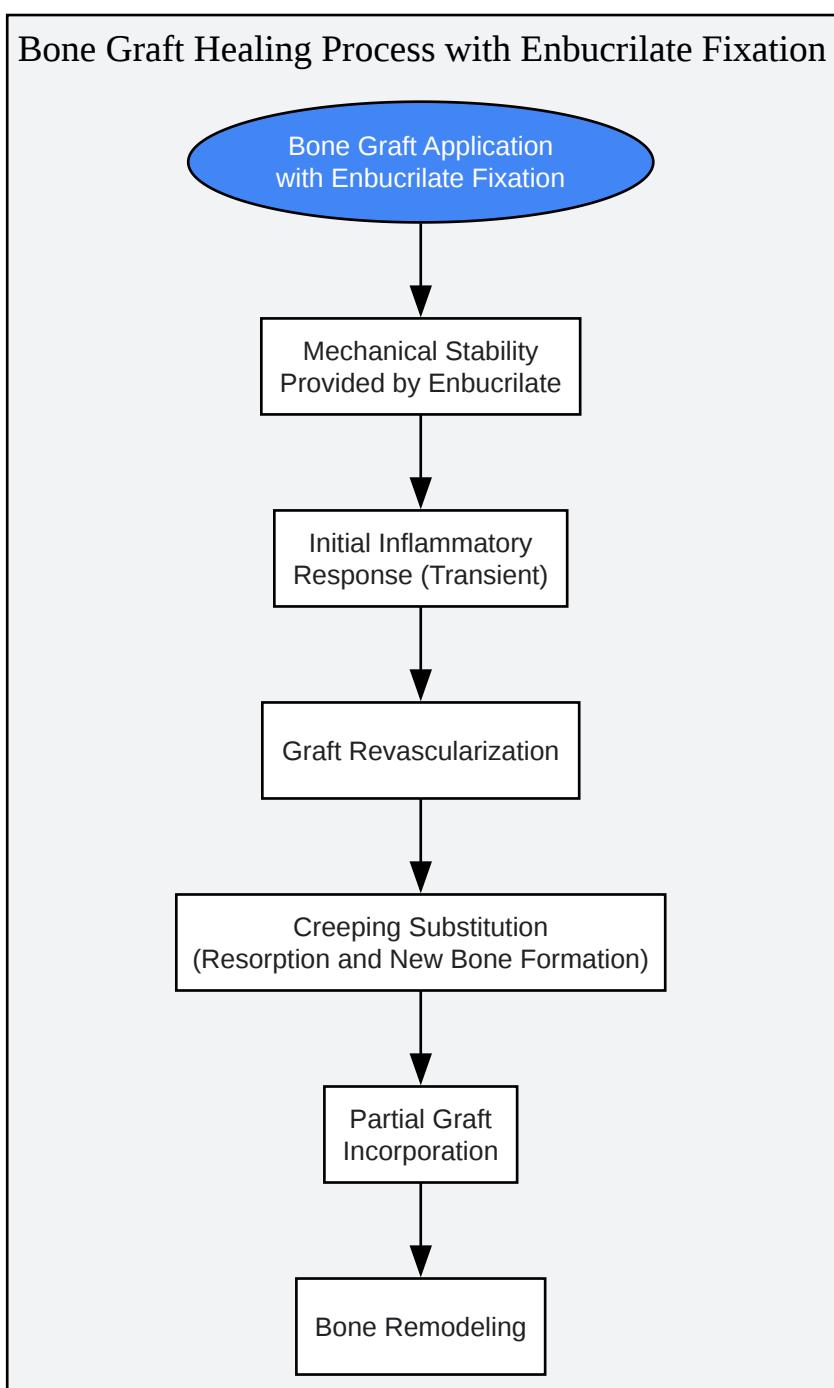 Bone Graft Healing Process with Enbucrilate Fixation
Bone Graft Application
with Enbucrilate Fixation
Mechanical Stability
Provided by Enbucrilate
Initial Inflammatory
Response (Transient)
Graft Revascularization
Creeping Substitution
(Resorption and New Bone Formation)
Partial Graft
Incorporation
Bone Remodeling